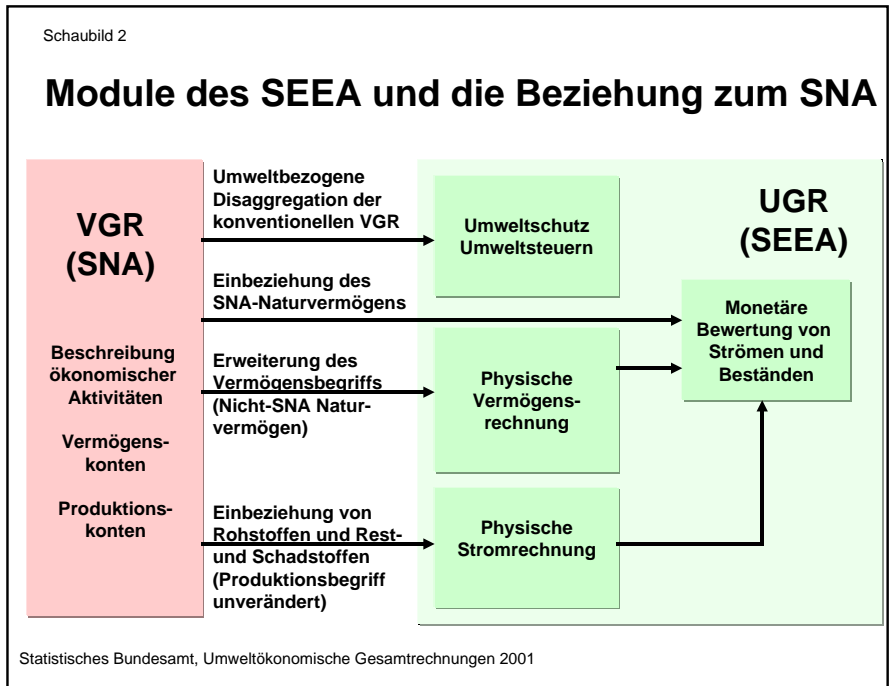 Schaubild 2
Module des SEEA und die Beziehung zum SNA
VGR
(SNA)
Beschreibung
ökonomischer
Aktivitäten
Vermögens-
konten
Produktions-
konten
Umweltbezogene
Disaggregation der
konventionellen VGR
Einbeziehung des
SNA-Naturvermögens
Erweiterung des
Vermögensbegriffs
(Nicht-SNA Natur-
vermögen)
Einbeziehung von
Rohstoffen und Rest-
und Schadstoffen
(Produktionsbegriff
unverändert)
Umweltschutz
Umweltsteuern
Physische
Vermögens-
rechnung
Physische
Stromrechnung
UGR
(SEEA)
Monetäre
Bewertung von
Strömen und
Beständen
Statistisches Bundesamt, Umweltökonomische Gesamtrechnungen 2001